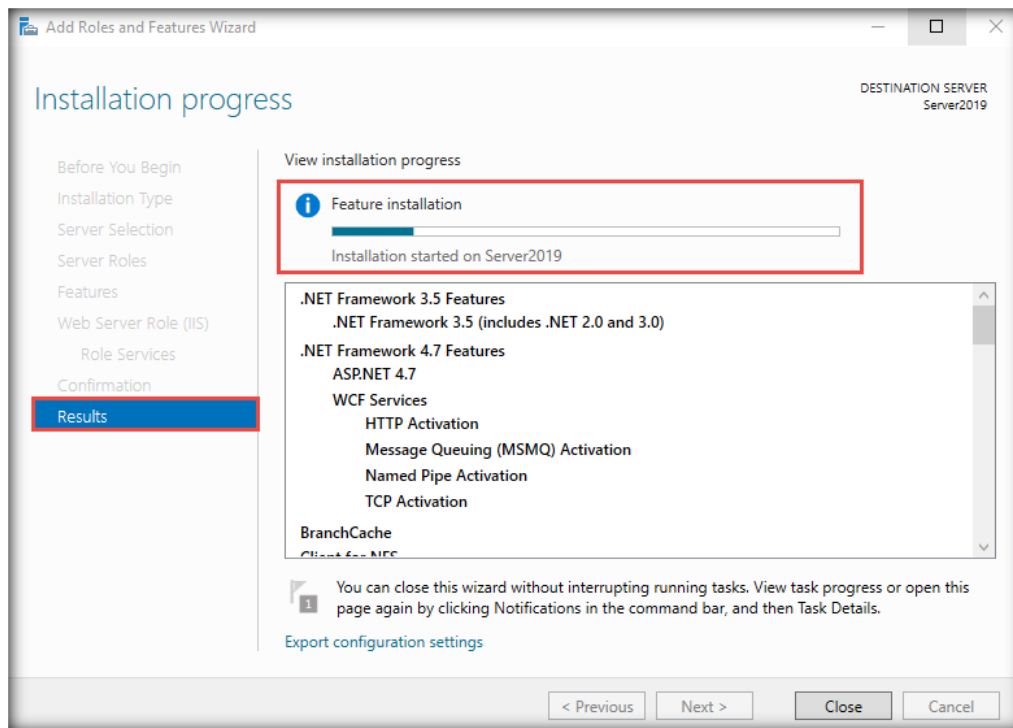 Add Roles and Features Wizard
Installation progress
DESTINATION SERVER
Server2019
Before You Begin
Installation Type
Server Selection
Server Roles
Features
Web Server Role (IIS)
Role Services
Confirmation
Results
View installation progress
Feature installation
Installation started on Server2019
.NET Framework 3.5 Features
.NET Framework 3.5 (includes .NET 2.0 and 3.0)
.NET Framework 4.7 Features
ASP.NET 4.7
WCF Services
HTTP Activation
Message Queuing (MSMQ) Activation
Named Pipe Activation
TCP Activation
BranchCache
Client for NFS
1
You can close this wizard without interrupting running tasks. View task progress or open this
page again by clicking Notifications in the command bar, and then Task Details.
Export configuration settings
< Previous
Next >
Close
Cancel